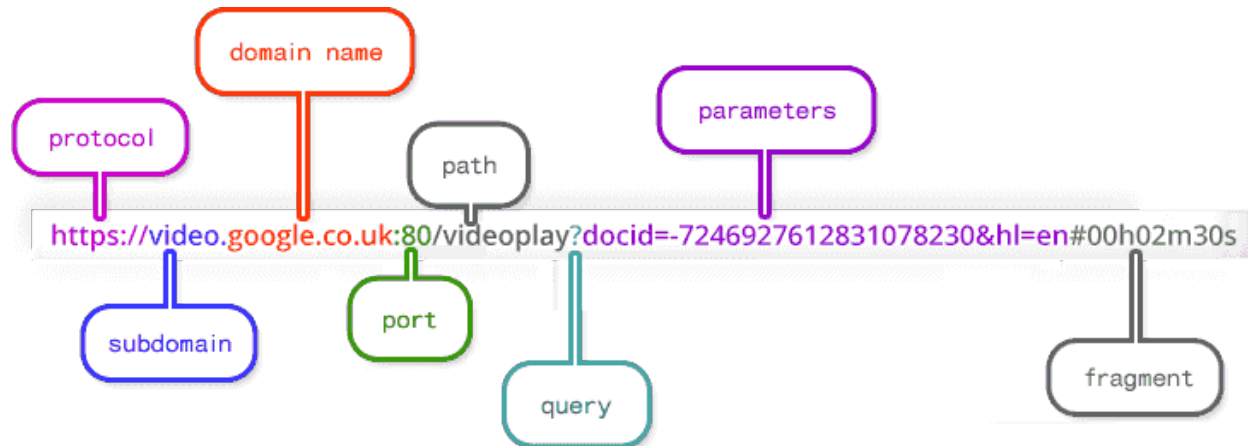 domain name
parameters
protocol
path
https://video.google.co.uk:80/videoplay?docid=-7246927612831078230&hl=en#00h02m30s
subdomain
port
query
fragment